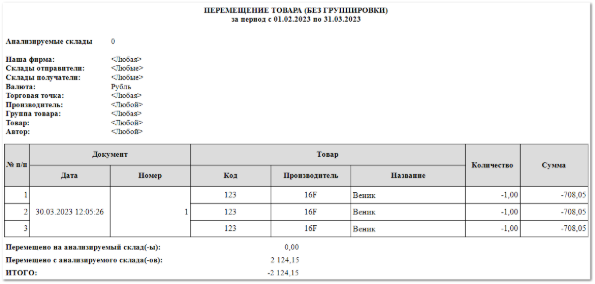 ПЕРЕМЕЩЕНИЕ ТОВАРА (БЕЗ ГРУППИРОВКИ)
за период с 01.02.2023 по 31.03.2023
Анализируемые склады 0
Наша фирма: <Любая>
Склады отправители: <Любые>
Склады получатели: <Любые>
Валюта: Рубль
Торговая точка: <Любая>
Производитель: <Любой>
Группа товара: <Любая>
Товар: <Любой>
Автор: <Любой>
№ п/п Документ Товар Количество Сумма
Дата Номер Код Производитель Название
1 123 16F Веник -1,00 -708,05
2 30.03.2023 12:05:26 1 123 16F Веник -1,00 -708,05
3 123 16F Веник -1,00 -708,05
Перемещено на анализируемый склад(-ы): 0,00
Перемещено с анализируемого склада(-ов): 2 124,15
ИТОГО: -2 124,15